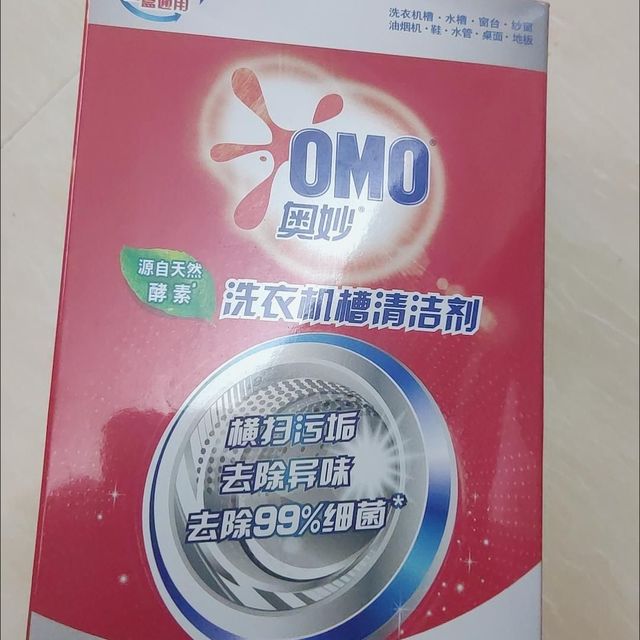 盒通用
洗衣机槽·水槽·窗台·纱窗
油烟机·鞋·水管·桌面·地板
OMO®
奥妙®
源自天然
酵素#
洗衣机槽清洁剂
横扫污垢
去除异味
去除99%细菌*